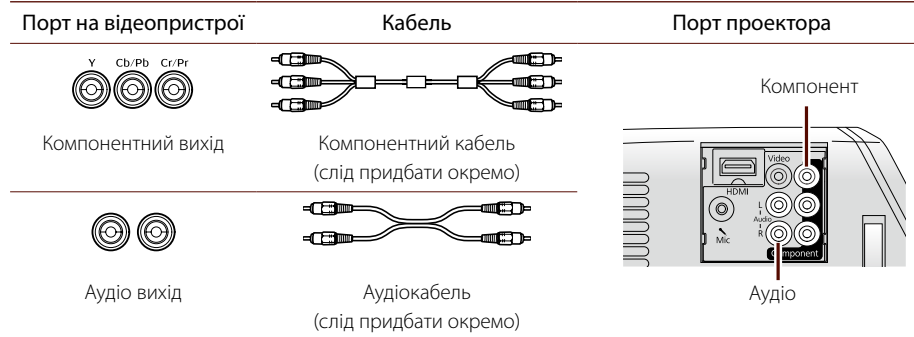 Порт на відеопристрої Кабель Порт проектора
Y Cb/Pb Cr/Pr
Компонентний вихід
Компонентний кабель
(слід придбати окремо)
Компонент
Video
HDMI
L
Audio
R
Mic
Component
Аудіо
Аудіо вихід
Аудіокабель
(слід придбати окремо)